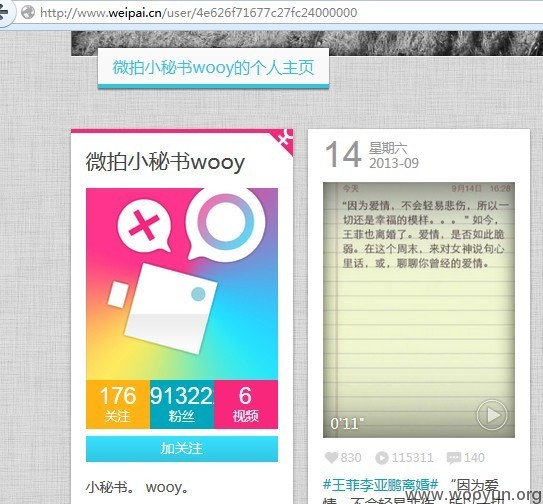 http://www.weipai.cn/user/4e626f71677c27fc24000000
微拍小秘书wooy的个人主页
微拍小秘书wooy
176
关注
91322
粉丝
6
视频
加关注
小秘书。 wooy。
14
星期六
2013-09
今天
9月14日 16:28
“因为爱情，不会轻易悲伤，所以一
切还是幸福的模样。。。”如今，
王菲也离婚了。爱情，是否如此脆
弱。在这个周末，来对女神说句心
里话，或，聊聊你曾经的爱情。
0'11"
830
115311
140
#王菲李亚鹏离婚# “因为爱
情，不会轻易悲伤，所以一切
www.wooyun.org